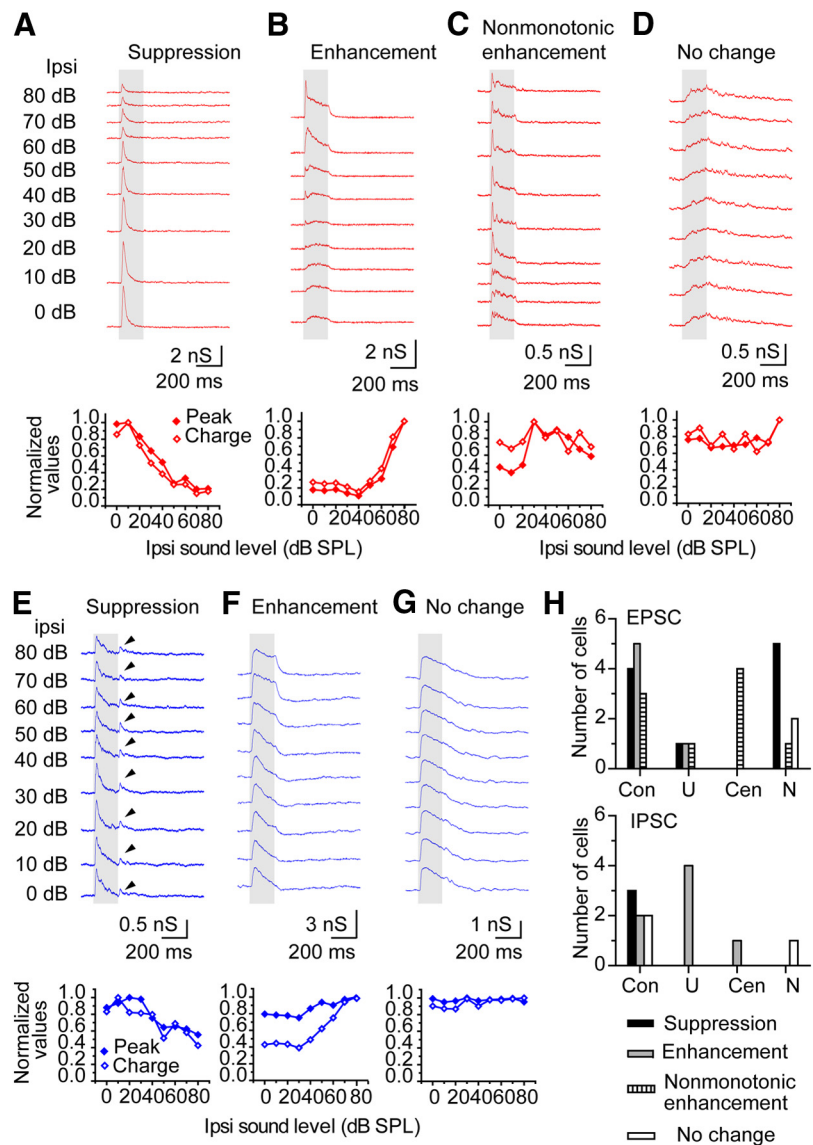 A
Suppression
B
Enhancement
C
Nonmonotonic
enhancement
D
No change
Ipsi
80 dB
70 dB
60 dB
50 dB
40 dB
30 dB
20 dB
10 dB
0 dB
2 nS
200 ms
2 nS
200 ms
0.5 nS
200 ms
0.5 nS
200 ms
Normalized
values
1.0
0.8
0.6
0.4
0.2
0.0
Peak
Charge
0 20406080
1.0
0.8
0.6
0.4
0.2
0.0
0 20406080
Ipsi sound level (dB SPL)
1.0
0.8
0.6
0.4
0.2
0.0
0 20406080
1.0
0.8
0.6
0.4
0.2
0.0
0 20406080
Ipsi sound level (dB SPL)
E
Suppression
F
Enhancement
G
No change
ipsi
80 dB
70 dB
60 dB
50 dB
40 dB
30 dB
20 dB
10 dB
0 dB
0.5 nS
200 ms
3 nS
200 ms
1 nS
200 ms
Normalized
values
1.0
0.8
0.6
0.4
0.2
0.0
Peak
Charge
0 20406080
1.0
0.8
0.6
0.4
0.2
0.0
0 20406080
1.0
0.8
0.6
0.4
0.2
0.0
0 20406080
Ipsi sound level (dB SPL)
H
EPSC
Number of cells
6
4
2
0
Con U Cen N
IPSC
Number of cells
6
4
2
0
Con U Cen N
Suppression
Enhancement
Nonmonotonic
enhancement
No change